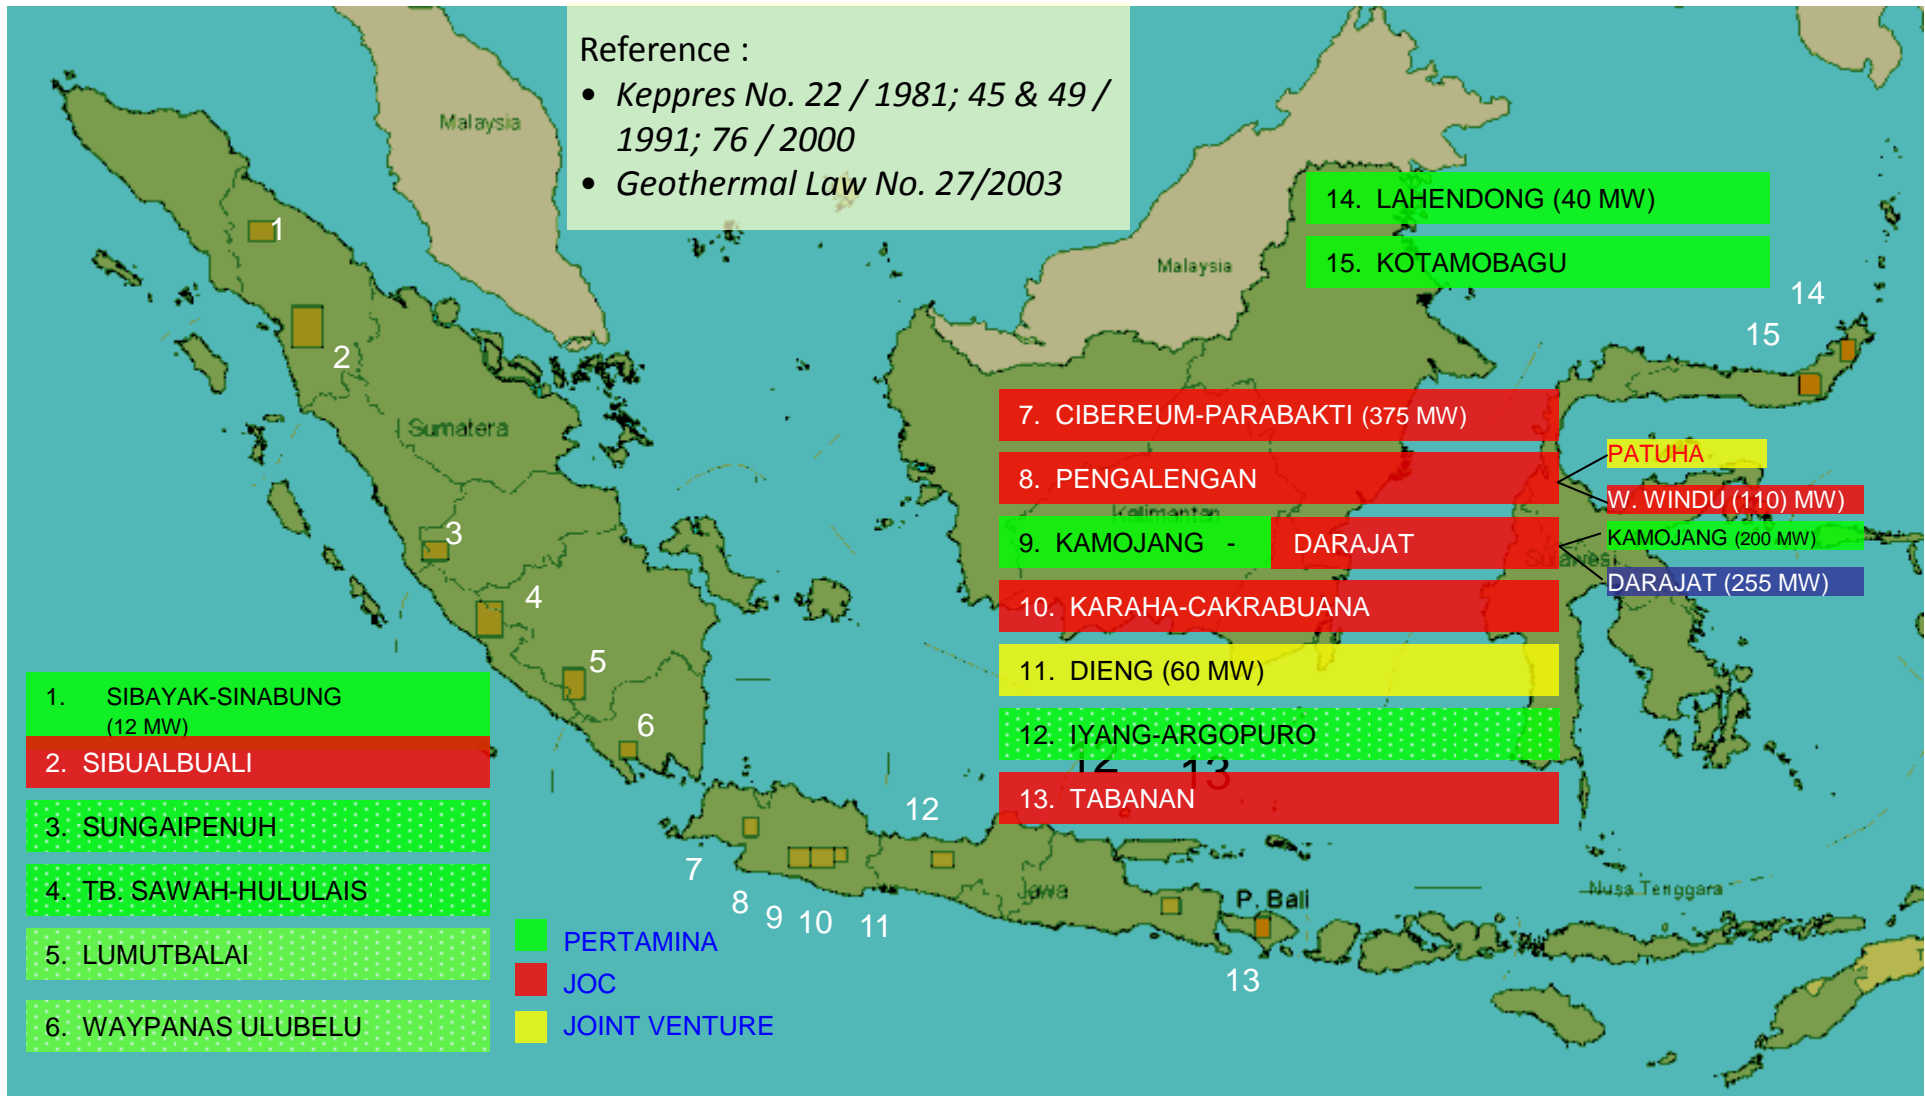 Reference :
• Keppres No. 22 / 1981; 45 & 49 /
1991; 76 / 2000
• Geothermal Law No. 27/2003
Malaysia
Malaysia
Sumatera
Kalimantan
Sulawesi
Jawa
P. Bali
Nusa Tenggara
14. LAHENDONG (40 MW)
15. KOTAMOBAGU
14
15
1
2
3
4
5
6
7. CIBEREUM-PARABAKTI (375 MW)
8. PENGALENGAN
9. KAMOJANG - DARAJAT
10. KARAHA-CAKRABUANA
11. DIENG (60 MW)
12. IYANG-ARGOPURO
12 13
13. TABANAN
PATUHA
W. WINDU (110) MW)
KAMOJANG (200 MW)
DARAJAT (255 MW)
1. SIBAYAK-SINABUNG
(12 MW)
2. SIBUALBUALI
3. SUNGAIPENUH
4. TB. SAWAH-HULULAIS
5. LUMUTBALAI
6. WAYPANAS ULUBELU
PERTAMINA
JOC
JOINT VENTURE
12
7
8
9
10
11
13